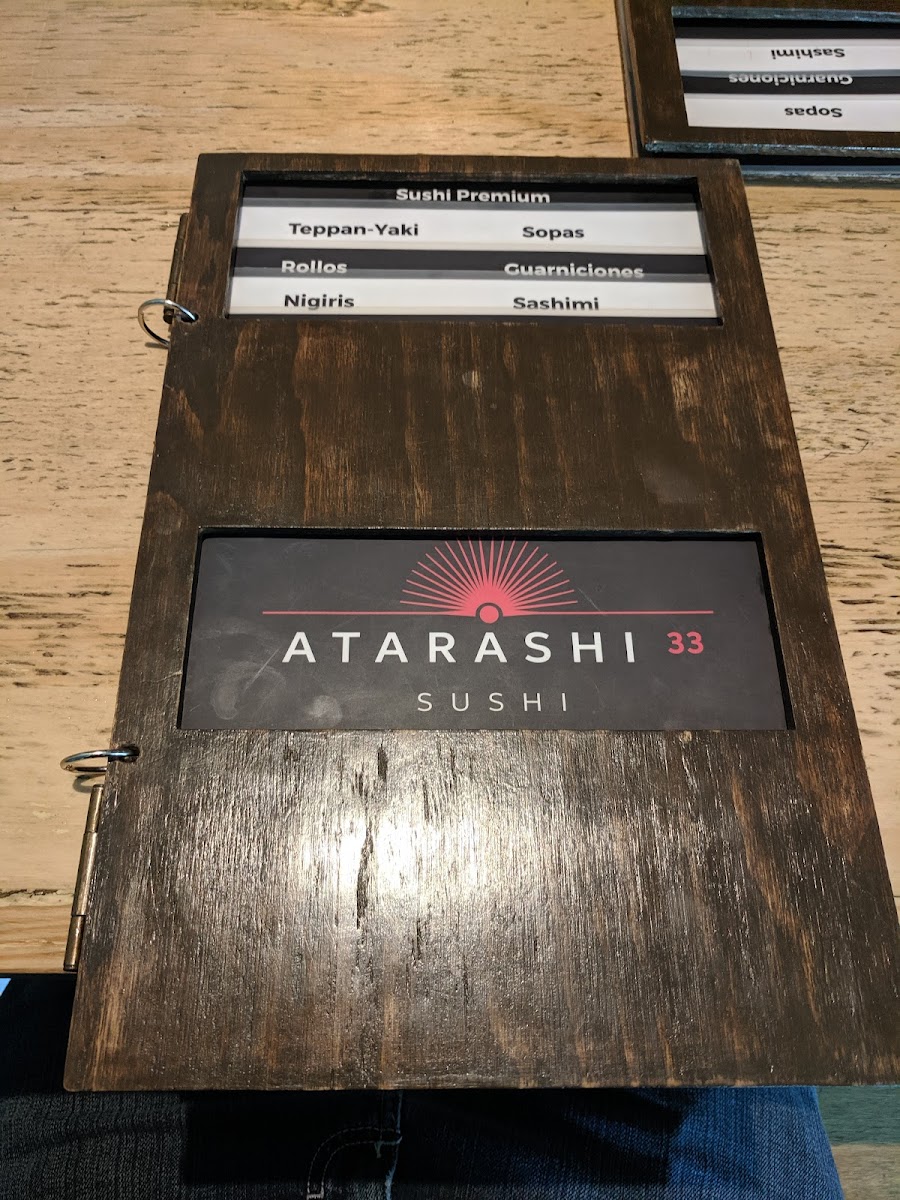 Sushi Premium
Teppan-Yaki Sopas
Rollos Guarniciones
Nigiris Sashimi
ATARASHI 33
SUSHI
Sopas
Guarniciones
Sashimi